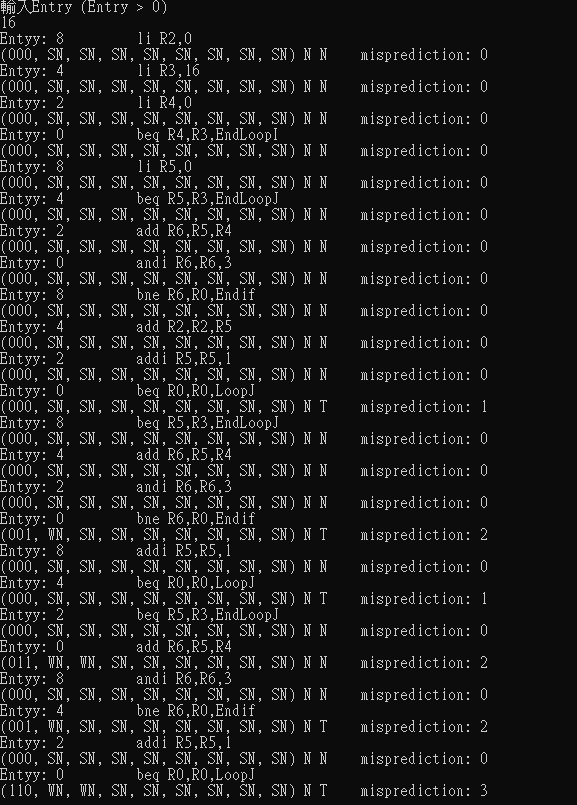 輸入Entry (Entry > 0)
16
Entyy: 8 li R2,0
(000, SN, SN, SN, SN, SN, SN, SN, SN) N N misprediction: 0
Entyy: 4 li R3,16
(000, SN, SN, SN, SN, SN, SN, SN, SN) N N misprediction: 0
Entyy: 2 li R4,0
(000, SN, SN, SN, SN, SN, SN, SN, SN) N N misprediction: 0
Entyy: 0 beq R4,R3,EndLoopI
(000, SN, SN, SN, SN, SN, SN, SN, SN) N N misprediction: 0
Entyy: 8 li R5,0
(000, SN, SN, SN, SN, SN, SN, SN, SN) N N misprediction: 0
Entyy: 4 beq R5,R3,EndLoopJ
(000, SN, SN, SN, SN, SN, SN, SN, SN) N N misprediction: 0
Entyy: 2 add R6,R5,R4
(000, SN, SN, SN, SN, SN, SN, SN, SN) N N misprediction: 0
Entyy: 0 andi R6,R6,3
(000, SN, SN, SN, SN, SN, SN, SN, SN) N N misprediction: 0
Entyy: 8 bne R6,R0,Endif
(000, SN, SN, SN, SN, SN, SN, SN, SN) N N misprediction: 0
Entyy: 4 add R2,R2,R5
(000, SN, SN, SN, SN, SN, SN, SN, SN) N N misprediction: 0
Entyy: 2 addi R5,R5,1
(000, SN, SN, SN, SN, SN, SN, SN, SN) N N misprediction: 0
Entyy: 0 beq R0,R0,LoopJ
(000, SN, SN, SN, SN, SN, SN, SN, SN) N T misprediction: 1
Entyy: 8 beq R5,R3,EndLoopJ
(000, SN, SN, SN, SN, SN, SN, SN, SN) N N misprediction: 0
Entyy: 4 add R6,R5,R4
(000, SN, SN, SN, SN, SN, SN, SN, SN) N N misprediction: 0
Entyy: 2 andi R6,R6,3
(000, SN, SN, SN, SN, SN, SN, SN, SN) N N misprediction: 0
Entyy: 0 bne R6,R0,Endif
(001, WN, SN, SN, SN, SN, SN, SN, SN) N T misprediction: 2
Entyy: 8 addi R5,R5,1
(000, SN, SN, SN, SN, SN, SN, SN, SN) N N misprediction: 0
Entyy: 4 beq R0,R0,LoopJ
(000, SN, SN, SN, SN, SN, SN, SN, SN) N T misprediction: 1
Entyy: 2 beq R5,R3,EndLoopJ
(000, SN, SN, SN, SN, SN, SN, SN, SN) N N misprediction: 0
Entyy: 0 add R6,R5,R4
(011, WN, WN, SN, SN, SN, SN, SN, SN) N N misprediction: 2
Entyy: 8 andi R6,R6,3
(000, SN, SN, SN, SN, SN, SN, SN, SN) N N misprediction: 0
Entyy: 4 bne R6,R0,Endif
(001, WN, SN, SN, SN, SN, SN, SN, SN) N T misprediction: 2
Entyy: 2 addi R5,R5,1
(000, SN, SN, SN, SN, SN, SN, SN, SN) N N misprediction: 0
Entyy: 0 beq R0,R0,LoopJ
(110, WN, WN, SN, SN, SN, SN, SN, SN) N T misprediction: 3